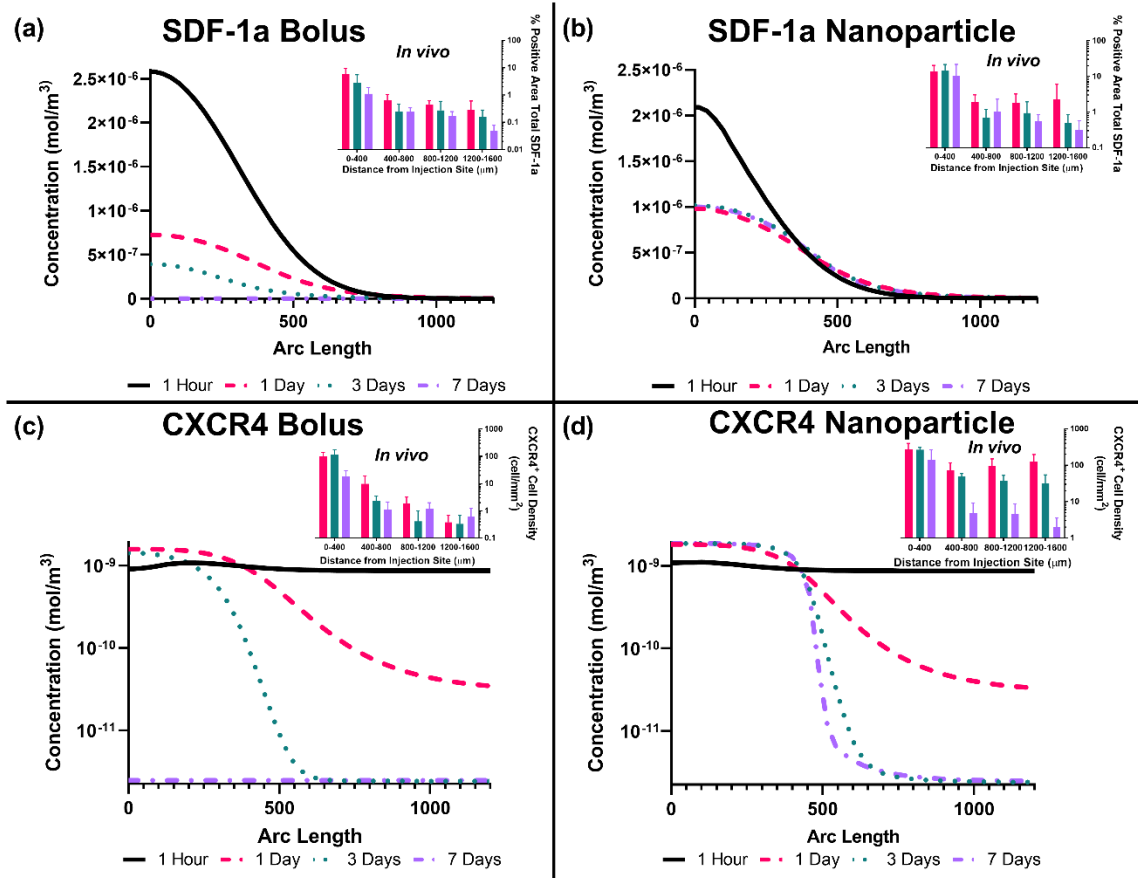 (a)
SDF-1a Bolus
In vivo
% Positive Area Total SDF-1a
100
10
1
0.1
0.01
0-400 400-800 800-1200 1200-1600
Distance from Injection Site (μm)
Concentration (mol/m³)
2.5×10⁻⁶
2×10⁻⁶
1.5×10⁻⁶
1×10⁻⁶
5×10⁻⁷
0
0 500 1000
Arc Length
1 Hour 1 Day 3 Days 7 Days
(b)
SDF-1a Nanoparticle
In vivo
% Positive Area Total SDF-1a
100
10
1
0.1
0-400 400-800 800-1200 1200-1600
Distance from Injection Site (μm)
Concentration (mol/m³)
2.5×10⁻⁶
2×10⁻⁶
1.5×10⁻⁶
1×10⁻⁶
5×10⁻⁷
0
0 500 1000
Arc Length
1 Hour 1 Day 3 Days 7 Days
(c)
CXCR4 Bolus
In vivo
CXCR4⁺ Cell Density
(cell/mm²)
1000
100
10
1
0.1
0-400 400-800 800-1200 1200-1600
Distance from Injection Site (μm)
Concentration (mol/m³)
10⁻⁹
10⁻¹⁰
10⁻¹¹
0 500 1000
Arc Length
1 Hour 1 Day 3 Days 7 Days
(d)
CXCR4 Nanoparticle
In vivo
CXCR4⁺ Cell Density
(cell/mm²)
1000
100
10
1
0-400 400-800 800-1200 1200-1600
Distance from Injection Site (μm)
Concentration (mol/m³)
10⁻⁹
10⁻¹⁰
10⁻¹¹
0 500 1000
Arc Length
1 Hour 1 Day 3 Days 7 Days